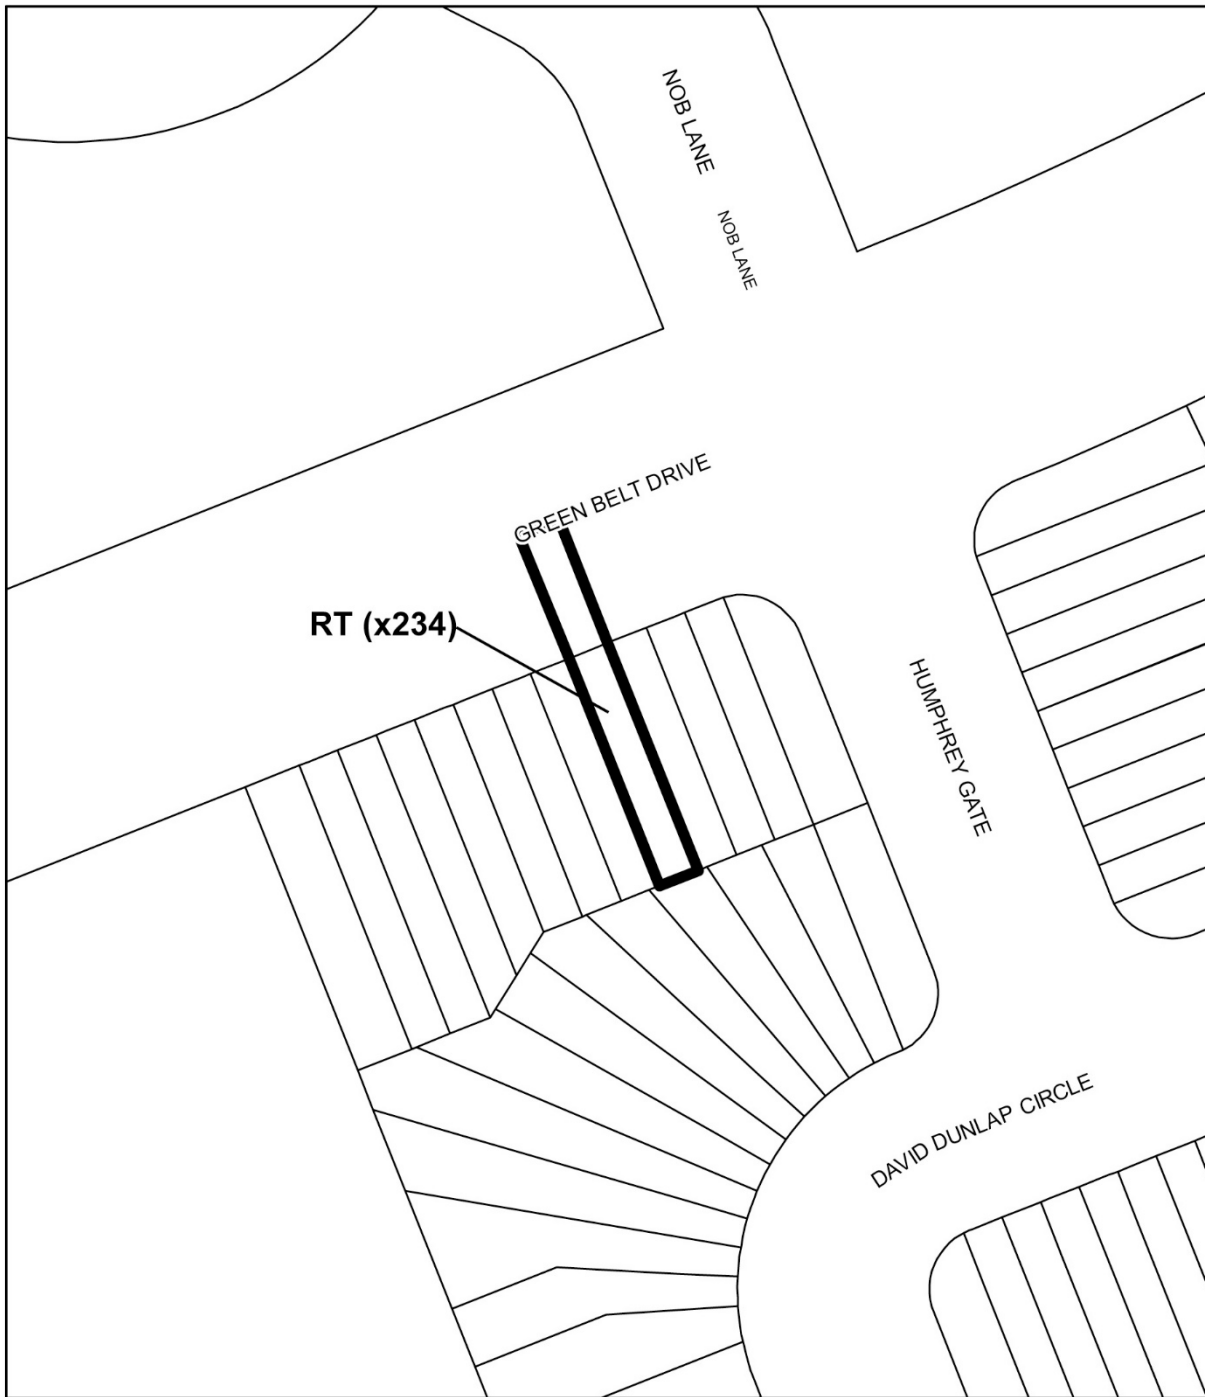 NOB LANE
NOB LANE
GREEN BELT DRIVE
RT (x234)
HUMPHREY GATE
DAVID DUNLAP CIRCLE